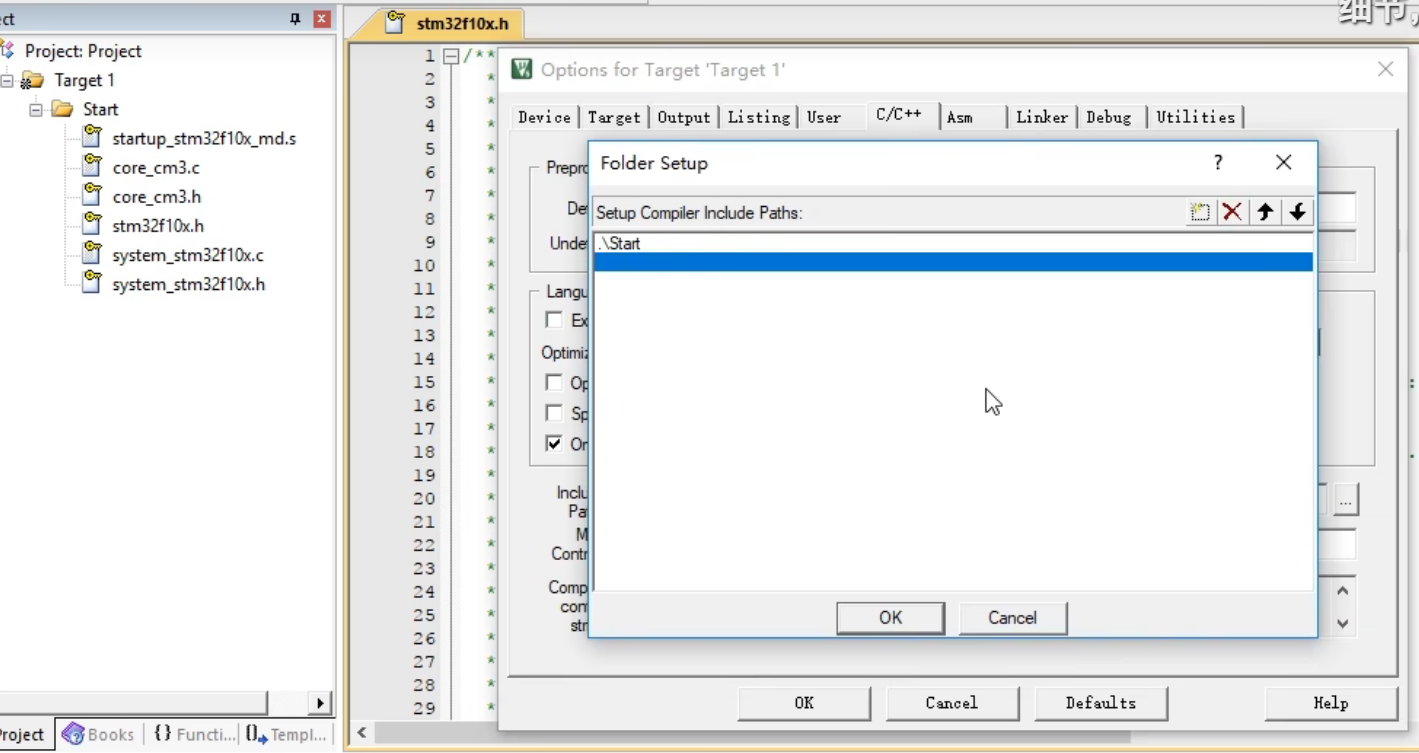 ct
stm32f10x.h
细节,
Project: Project
Target 1
Start
startup_stm32f10x_md.s
core_cm3.c
core_cm3.h
stm32f10x.h
system_stm32f10x.c
system_stm32f10x.h
Project
Books
{} Functi...
Templ...
1 /**
2 *
3 *
4 *
5 *
6 *
7 *
8 *
9 *
10 *
11 *
12 *
13 *
14 *
15 *
16 *
17 *
18 *
19 *
20 *
21 *
22 *
23 *
24 *
25 *
26 *
27 *
28 *
29 *
Options for Target 'Target 1'
Device Target Output Listing User C/C++ Asm Linker Debug Utilities
Prepro
De
Unde
Langu
Ex
Optimiz
Op
Sp
On
Inclu
Pa
...
M
Contr
Comp
con
str
Folder Setup
?
Setup Compiler Include Paths:
.\Start
OK Cancel
OK Cancel Defaults Help